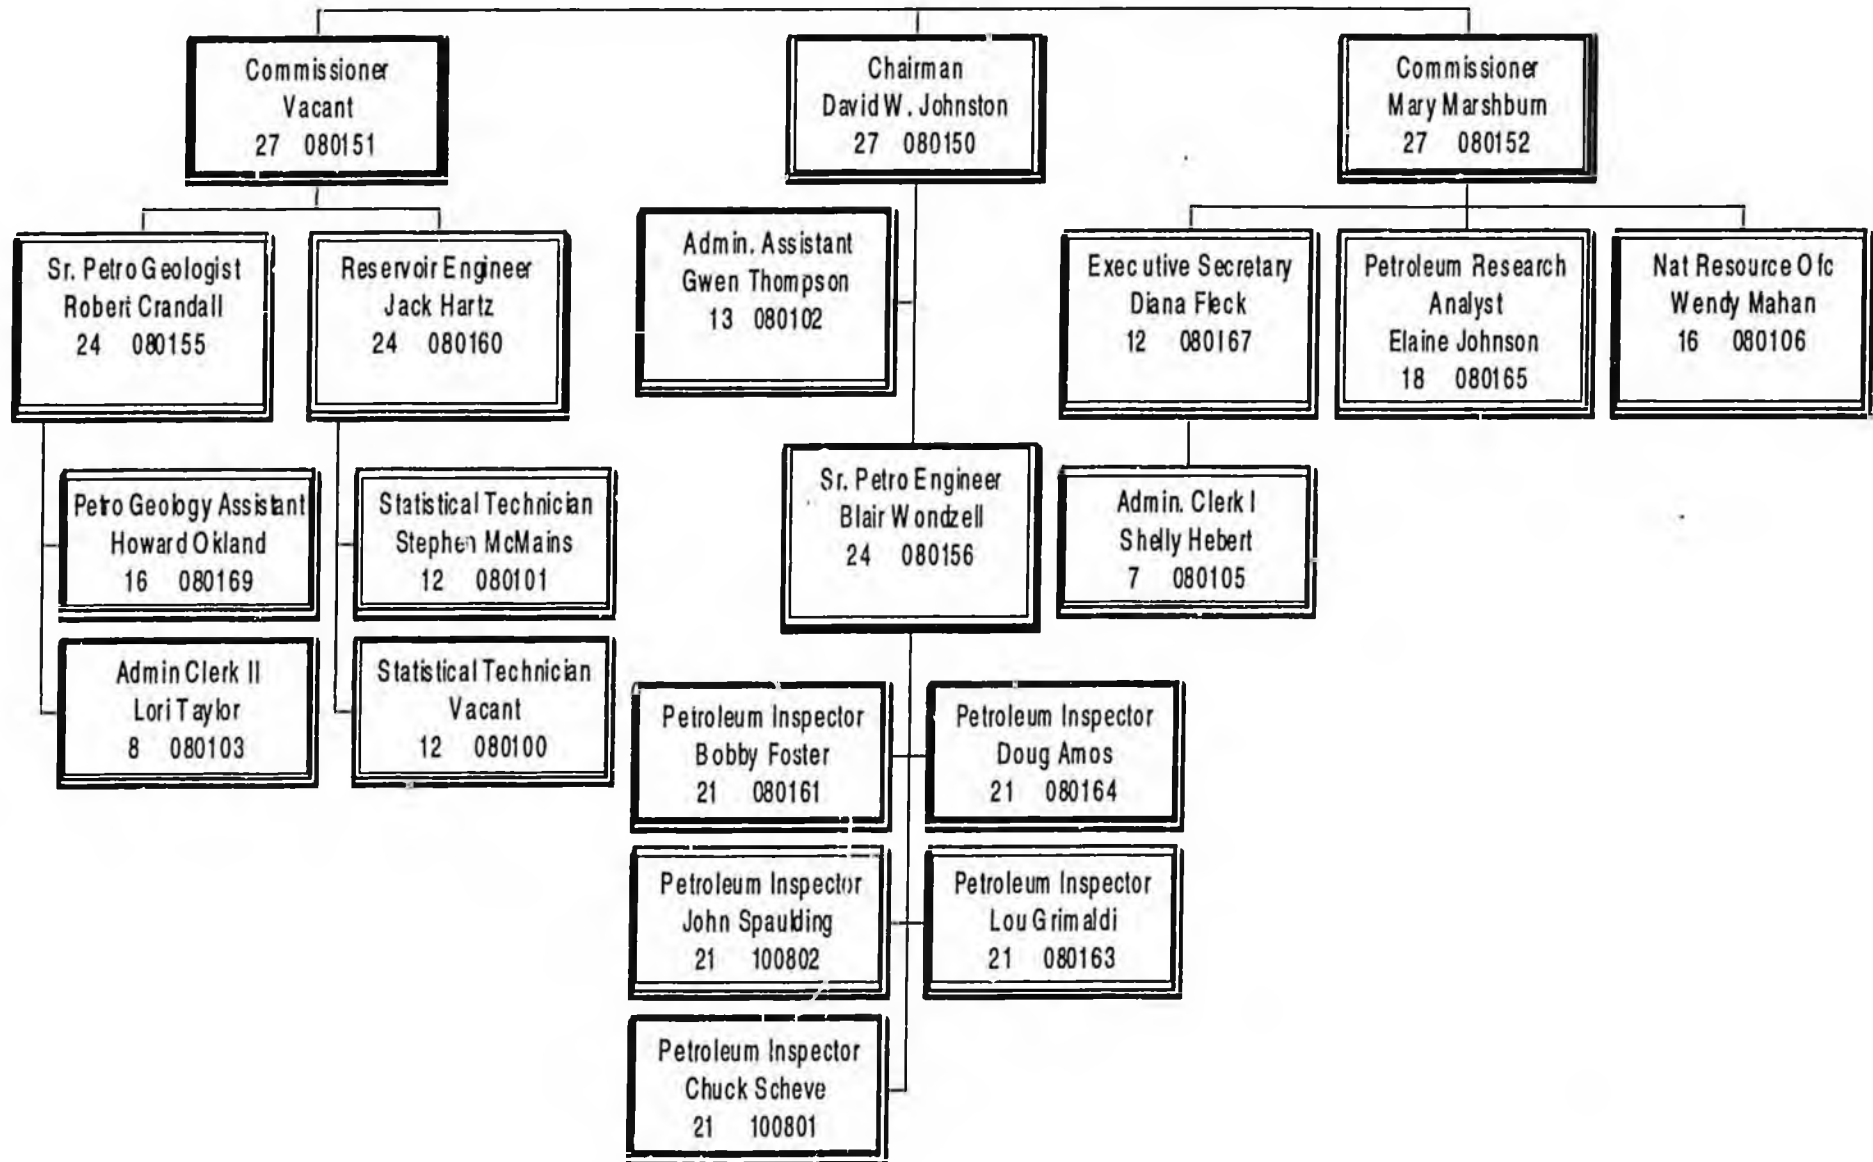 Commissioner
Vacant
27 080151
Chairman
David W. Johnston
27 080150
Commissioner
Mary Marshburn
27 080152
Sr. Petro Geologist
Robert Crandall
24 080155
Reservoir Engineer
Jack Hartz
24 080160
Admin. Assistant
Gwen Thompson
13 080102
Executive Secretary
Diana Fleck
12 080167
Petroleum Research
Analyst
Elaine Johnson
18 080165
Nat Resource Ofc
Wendy Mahan
16 080106
Petro Geology Assistant
Howard Okland
16 080169
Statistical Technician
Stephen McMains
12 080101
Sr. Petro Engineer
Blair Wondzell
24 080156
Admin. Clerk I
Shelly Hebert
7 080105
Admin Clerk II
Lori Taylor
8 080103
Statistical Technician
Vacant
12 080100
Petroleum Inspector
Bobby Foster
21 080161
Petroleum Inspector
Doug Amos
21 080164
Petroleum Inspector
John Spaulding
21 100802
Petroleum Inspector
Lou Grimaldi
21 080163
Petroleum Inspector
Chuck Scheve
21 100801